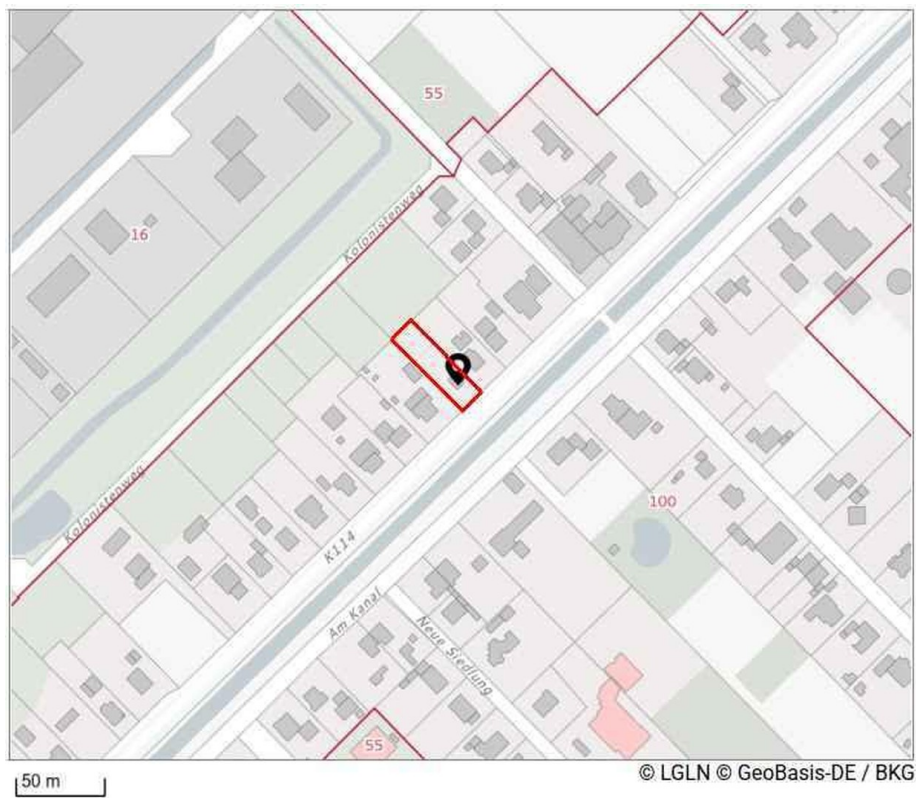 55
Kolonistenweg
16
100
Kolonistenweg
K114
Am Kanal
Neue Siedlung
55
50 m
© LGLN © GeoBasis-DE / BKG